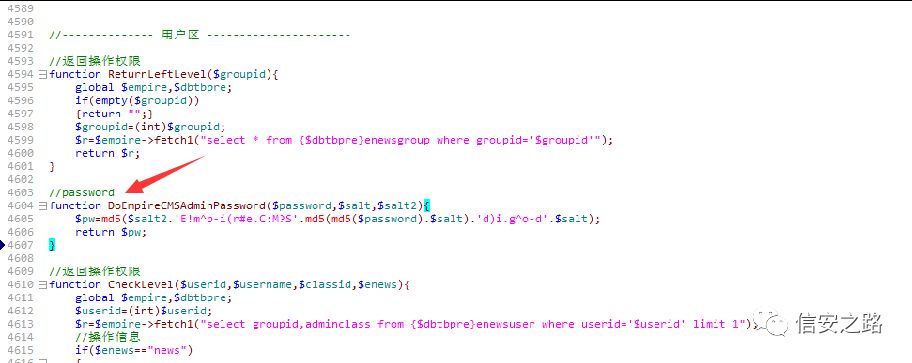 4589
4590
4591 //-------------- 用户区 ----------------------
4592
4593 //返回操作权限
4594 function ReturnLeftLevel($groupid){
4595 global $empire,$dbtbpre;
4596 if(empty($groupid))
4597 {return "";}
4598 $groupid=(int)$groupid;
4599 $r=$empire->fetch1("select * from {$dbtbpre}enewsgroup where groupid='$groupid'");
4600 return $r;
4601 }
4602
4603 //password
4604 function DoEmpireCMSAdminPassword($password,$salt,$salt2){
4605 $pw=md5($salt2.'E!m^p-i(r#e.C:M?S'.md5(md5($password).$salt).'d)i.g^o-d'.$salt);
4606 return $pw;
4607 }
4608
4609 //返回操作权限
4610 function CheckLevel($userid,$username,$classid,$enews){
4611 global $empire,$dbtbpre;
4612 $userid=(int)$userid;
4613 $r=$empire->fetch1("select groupid,adminclass from {$dbtbpre}enewsuser where userid='$userid' limit 1");
4614 //操作信息
4615 if($enews=="news")
4616 {
信安之路